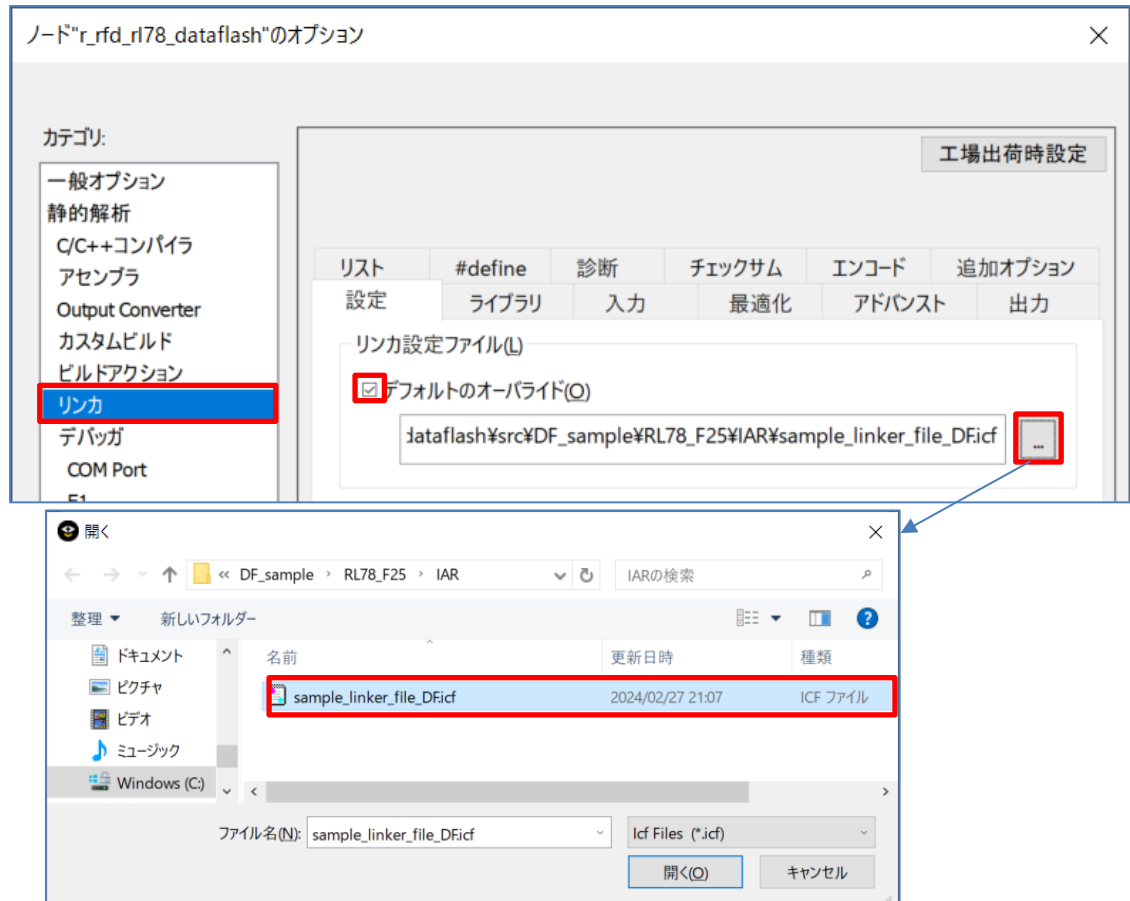 ノード"r_rfd_rl78_dataflash"のオプション
カテゴリ:
工場出荷時設定
一般オプション
静的解析
C/C++コンパイラ
アセンブラ
Output Converter
カスタムビルド
ビルドアクション
リンカ
デバッガ
COM Port
E1
リスト #define 診断 チェックサム エンコード 追加オプション
設定 ライブラリ 入力 最適化 アドバンスト 出力
リンカ設定ファイル(L)
デフォルトのオーバライド(O)
dataflash¥src¥DF_sample¥RL78_F25¥IAR¥sample_linker_file_DF.icf ...
開く
« DF_sample › RL78_F25 › IAR IARの検索
整理 新しいフォルダー
ドキュメント
ピクチャ
ビデオ
ミュージック
Windows (C:)
名前 更新日時 種類
sample_linker_file_DF.icf 2024/02/27 21:07 ICF ファイル
ファイル名(N): sample_linker_file_DF.icf Icf Files (*.icf)
開く(O) キャンセル